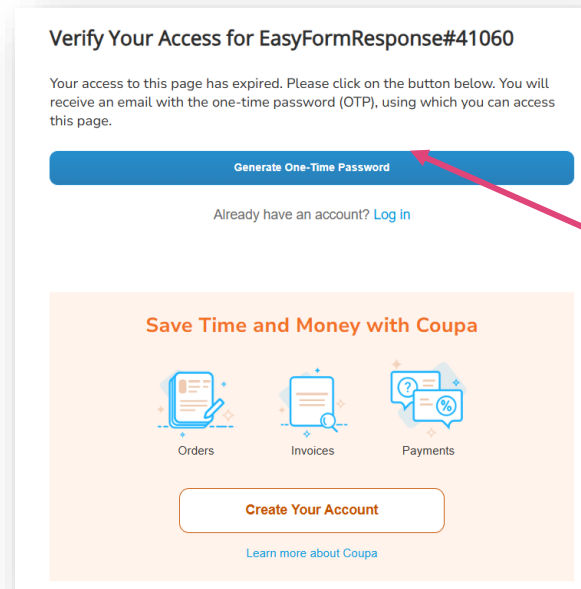 Verify Your Access for EasyFormResponse#41060
Your access to this page has expired. Please click on the button below. You will
receive an email with the one-time password (OTP), using which you can access
this page.
Generate One-Time Password
Already have an account? Log in
Save Time and Money with Coupa
Orders
Invoices
Payments
Create Your Account
Learn more about Coupa